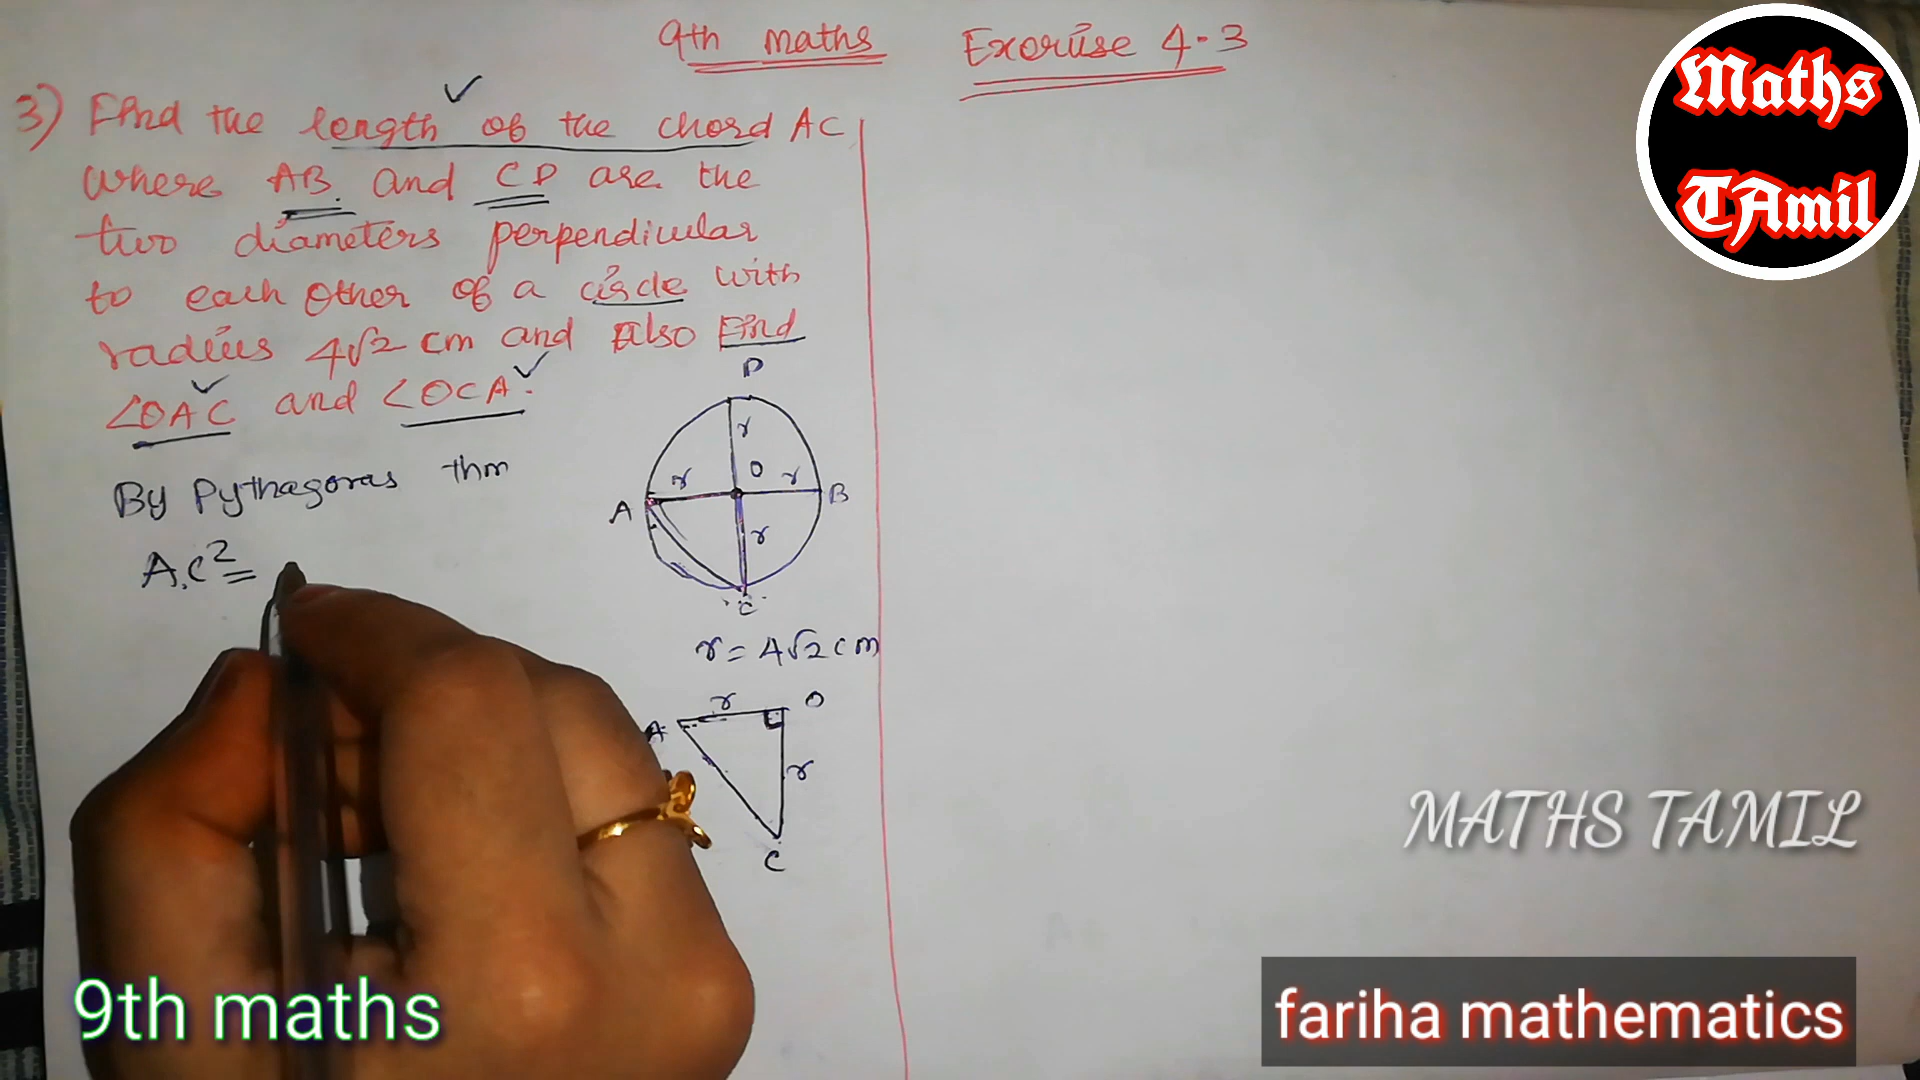 9th maths Exercise 4.3
3) Find the length of the chord AC
where AB and CD are the
two diameters perpendicular
to each other of a circle with
radius 4√2 cm and also Find
∠OAC and ∠OCA.
By Pythagoras thm
AC²=
D
r
O
r
r
A
B
r
C
r = 4√2 cm
r
O
A
r
C
Maths
TAmil
MATHS TAMIL
9th maths
fariha mathematics